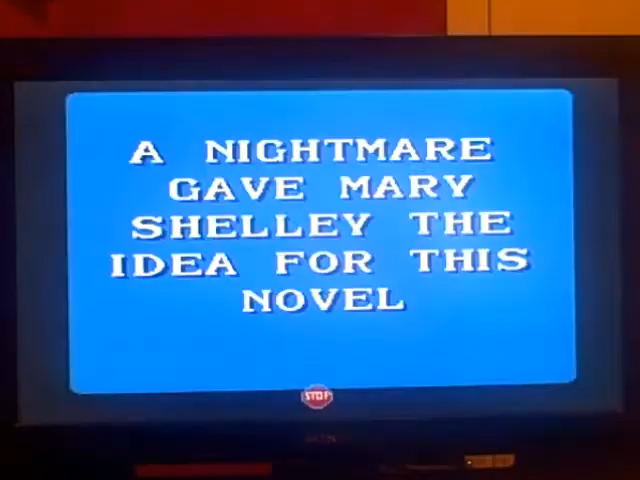 A NIGHTMARE
GAVE MARY
SHELLEY THE
IDEA FOR THIS
NOVEL
STOP